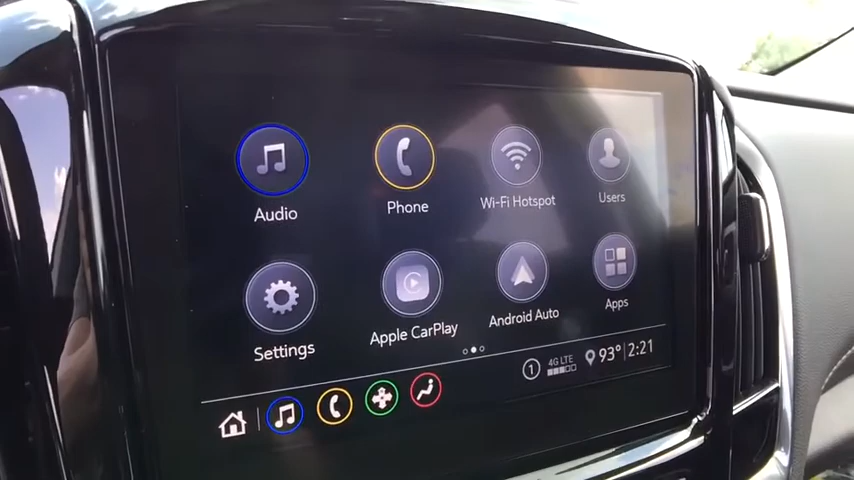 Audio
Phone
Wi-Fi Hotspot
Users
Settings
Apple CarPlay
Android Auto
Apps
1
4G LTE
93°
2:21